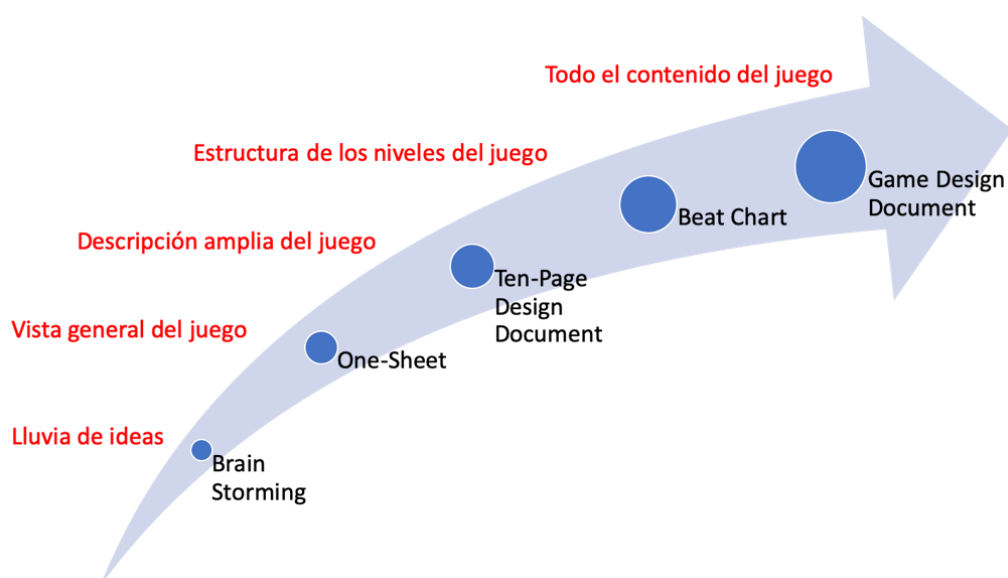 Todo el contenido del juego
Estructura de los niveles del juego
Game Design
Document
Beat Chart
Descripción amplia del juego
Ten-Page
Design
Document
Vista general del juego
One-Sheet
Lluvia de ideas
Brain
Storming